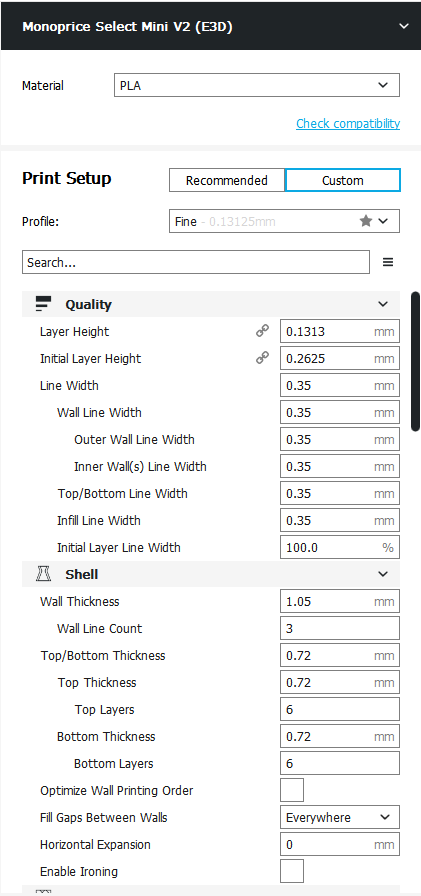 Monoprice Select Mini V2 (E3D)
Material PLA
Check compatibility
Print Setup Recommended Custom
Profile: Fine - 0.13125mm
Search...
Quality
Layer Height 0.1313 mm
Initial Layer Height 0.2625 mm
Line Width 0.35 mm
Wall Line Width 0.35 mm
Outer Wall Line Width 0.35 mm
Inner Wall(s) Line Width 0.35 mm
Top/Bottom Line Width 0.35 mm
Infill Line Width 0.35 mm
Initial Layer Line Width 100.0 %
Shell
Wall Thickness 1.05 mm
Wall Line Count 3
Top/Bottom Thickness 0.72 mm
Top Thickness 0.72 mm
Top Layers 6
Bottom Thickness 0.72 mm
Bottom Layers 6
Optimize Wall Printing Order
Fill Gaps Between Walls Everywhere
Horizontal Expansion 0 mm
Enable Ironing